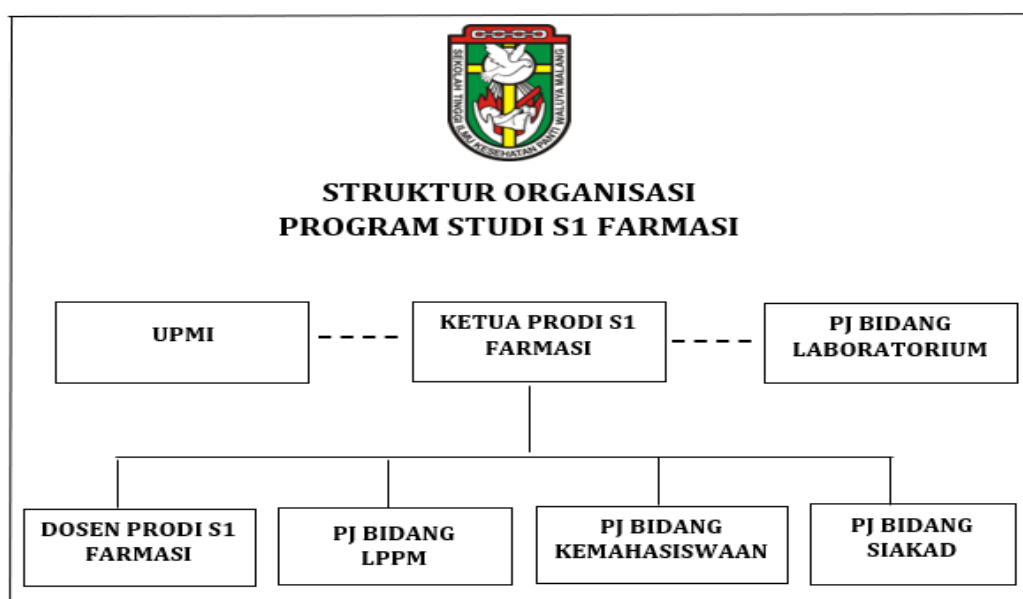 SEKOLAH TINGGI ILMU KESEHATAN PANTI WALUYA MALANG
STRUKTUR ORGANISASI
PROGRAM STUDI S1 FARMASI
UPMI
KETUA PRODI S1
FARMASI
PJ BIDANG
LABORATORIUM
DOSEN PRODI S1
FARMASI
PJ BIDANG
LPPM
PJ BIDANG
KEMAHASISWAAN
PJ BIDANG
SIAKAD